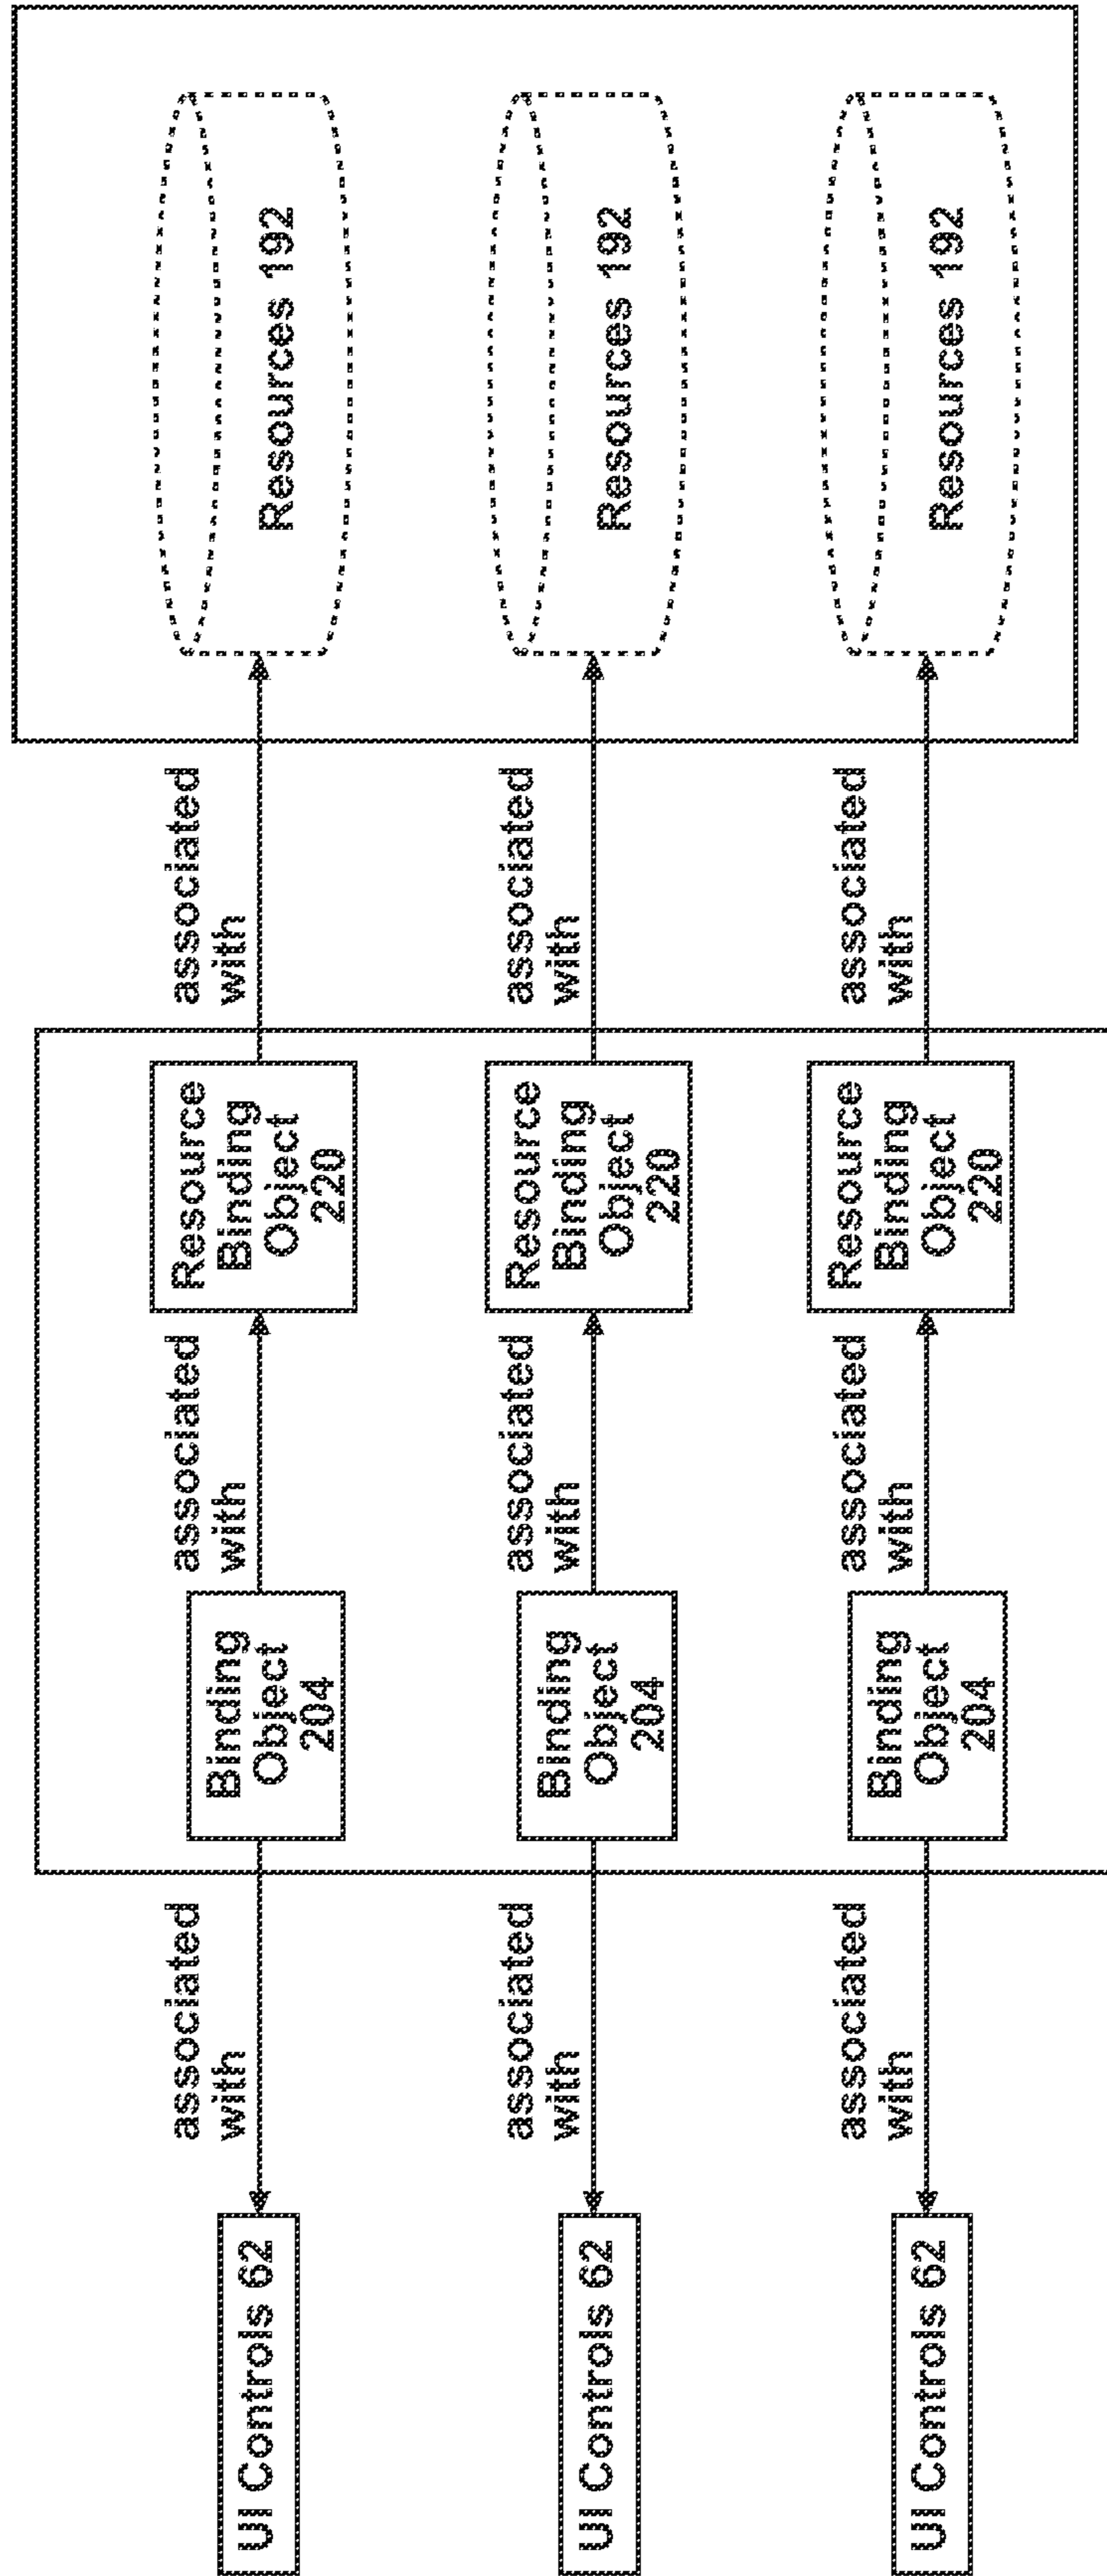 UI Controls 62
associated
with
Binding
Object
204
associated
with
Resource
Binding
Object
220
associated
with
Resources 192
UI Controls 62
associated
with
Binding
Object
204
associated
with
Resource
Binding
Object
220
associated
with
Resources 192
UI Controls 62
associated
with
Binding
Object
204
associated
with
Resource
Binding
Object
220
associated
with
Resources 192